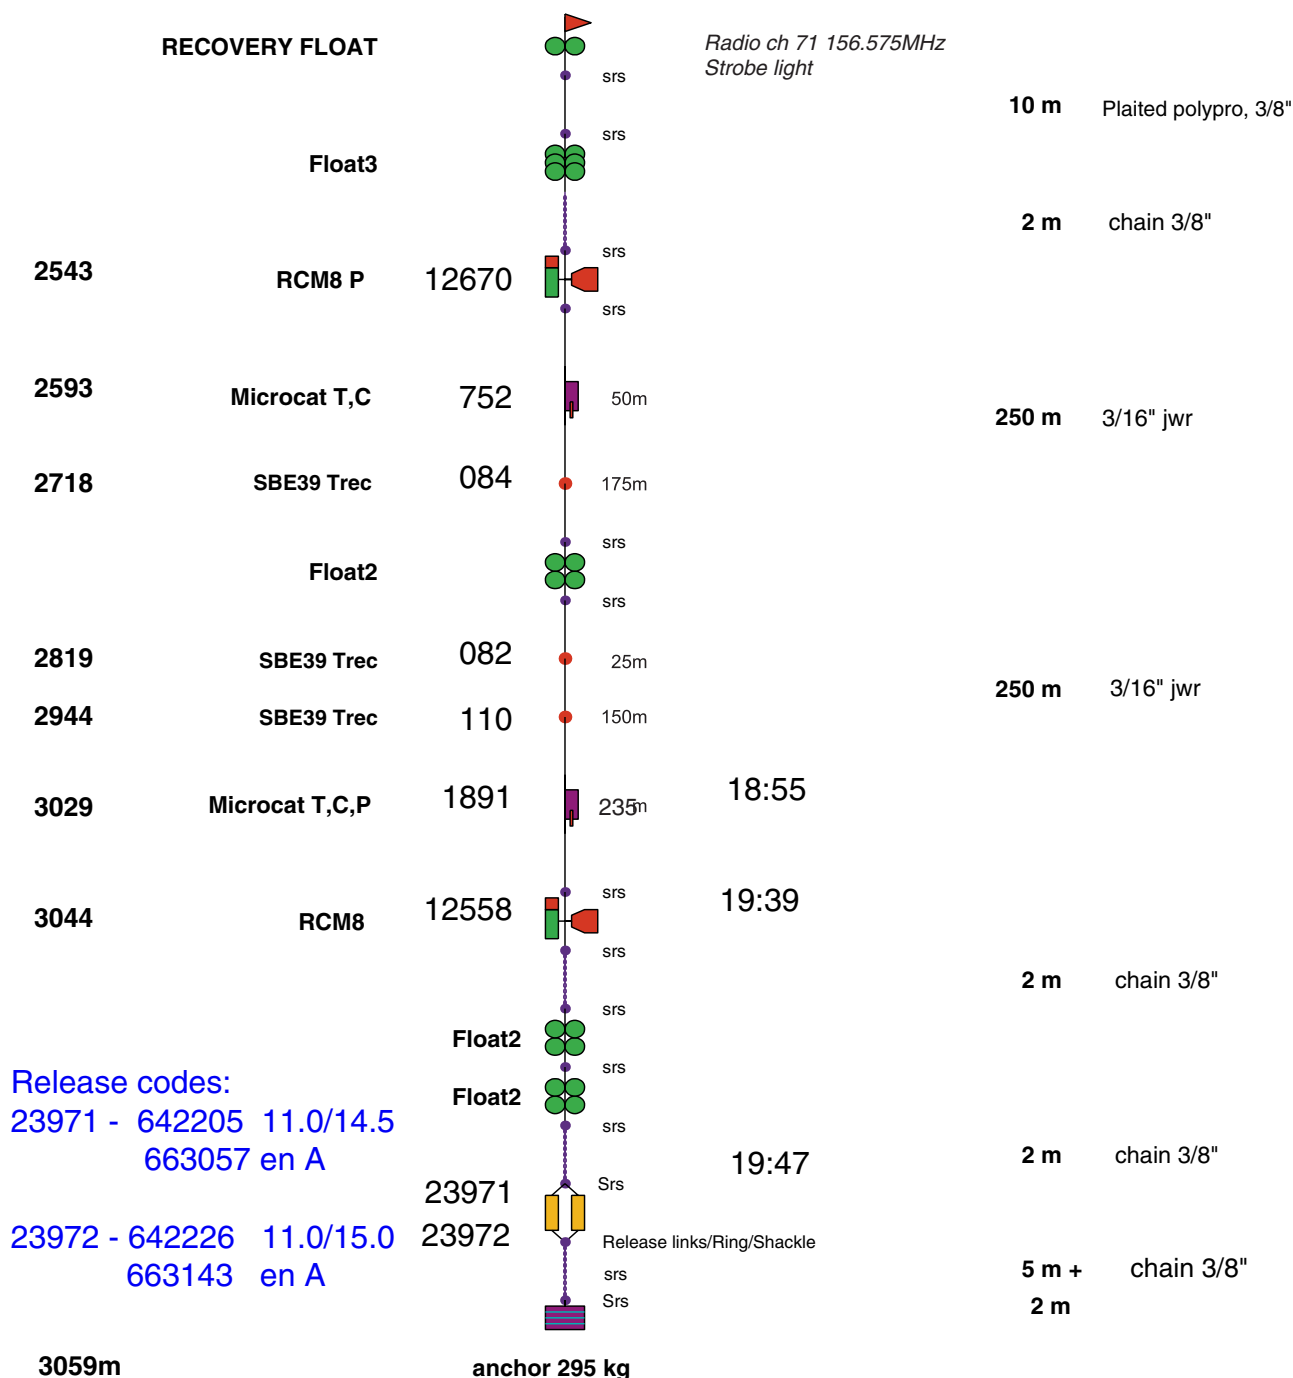 RECOVERY FLOAT
Radio ch 71 156.575MHz
Strobe light
srs
10 m Plaited polypro, 3/8"
srs
Float3
2 m chain 3/8"
srs
2543 RCM8 P 12670
srs
2593 Microcat T,C 752 50m
250 m 3/16" jwr
2718 SBE39 Trec 084 175m
srs
Float2
srs
2819 SBE39 Trec 082 25m
250 m 3/16" jwr
2944 SBE39 Trec 110 150m
3029 Microcat T,C,P 1891 235m 18:55
srs
3044 RCM8 12558 19:39
srs
2 m chain 3/8"
srs
Float2
srs
Float2
Release codes:
23971 - 642205 11.0/14.5
srs
663057 en A
19:47
2 m chain 3/8"
Srs
23971
23972 - 642226 11.0/15.0
23972
Release links/Ring/Shackle
663143 en A
srs
5 m + chain 3/8"
Srs
2 m
3059m
anchor 295 kg